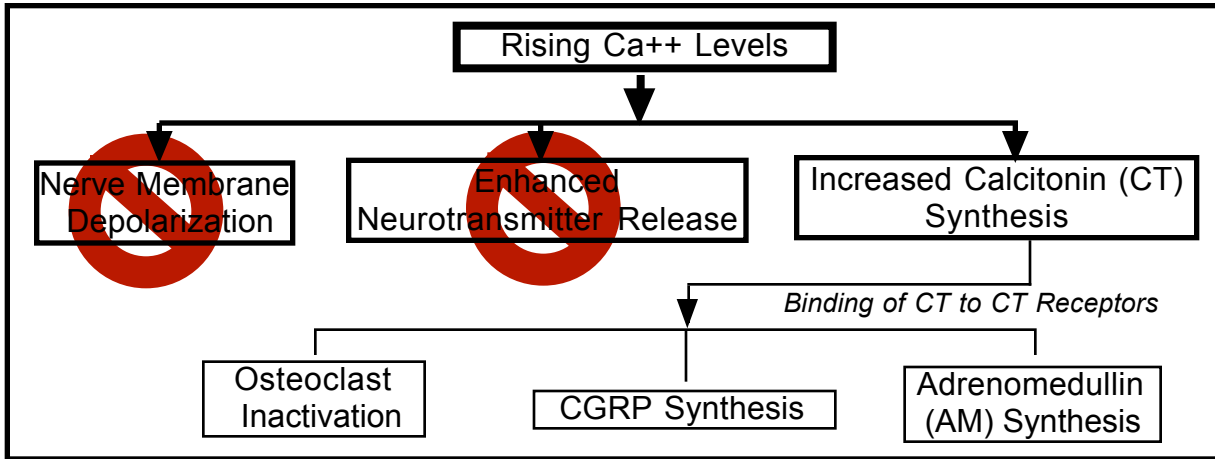 Rising Ca++ Levels
Nerve Membrane
Depolarization
Enhanced
Neurotransmitter Release
Increased Calcitonin (CT)
Synthesis
Binding of CT to CT Receptors
Osteoclast
Inactivation
CGRP Synthesis
Adrenomedullin
(AM) Synthesis